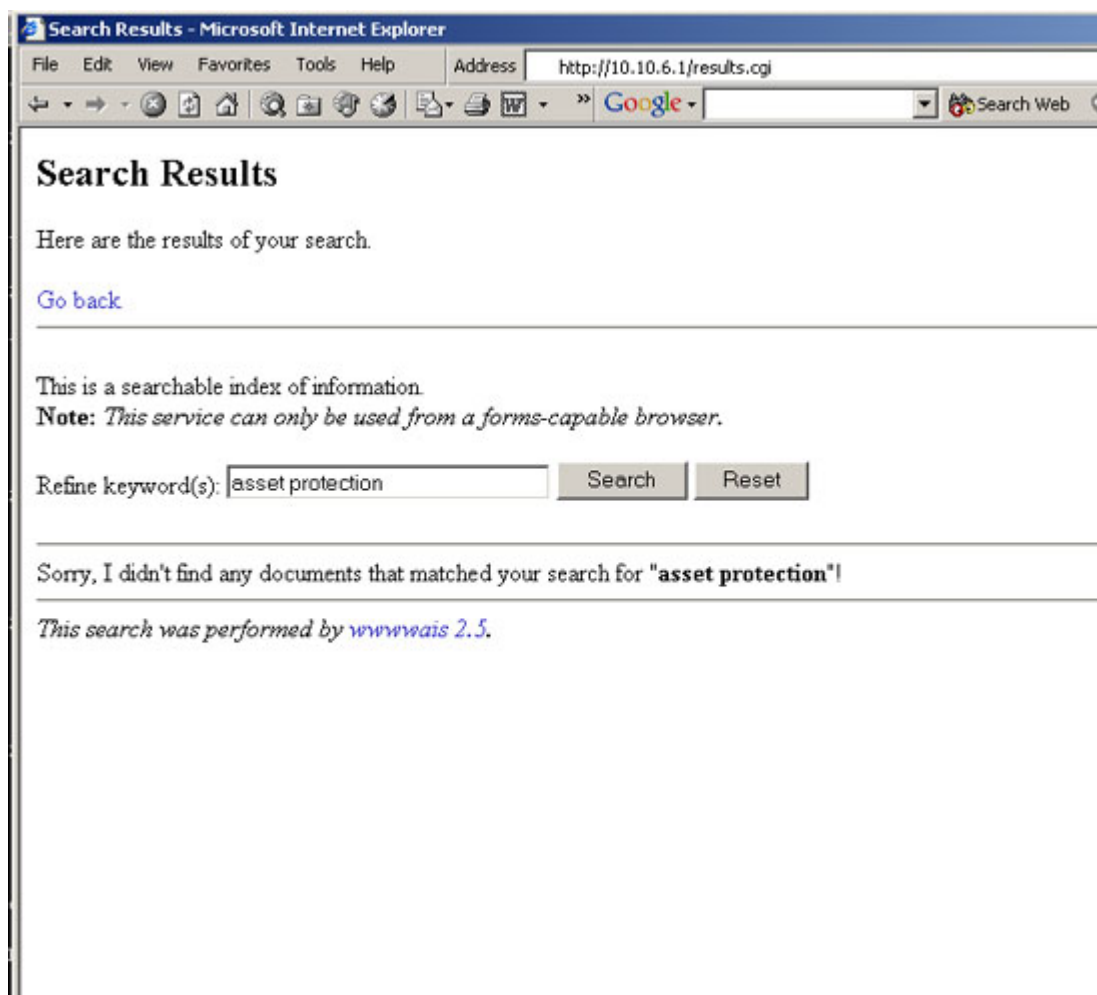 Search Results - Microsoft Internet Explorer
File Edit View Favorites Tools Help Address http://10.10.6.1/results.cgi
» Google Search Web
Search Results
Here are the results of your search.
Go back
This is a searchable index of information.
Note: This service can only be used from a forms-capable browser.
Refine keyword(s): asset protection Search Reset
Sorry, I didn't find any documents that matched your search for "asset protection"!
This search was performed by wwwwais 2.5.